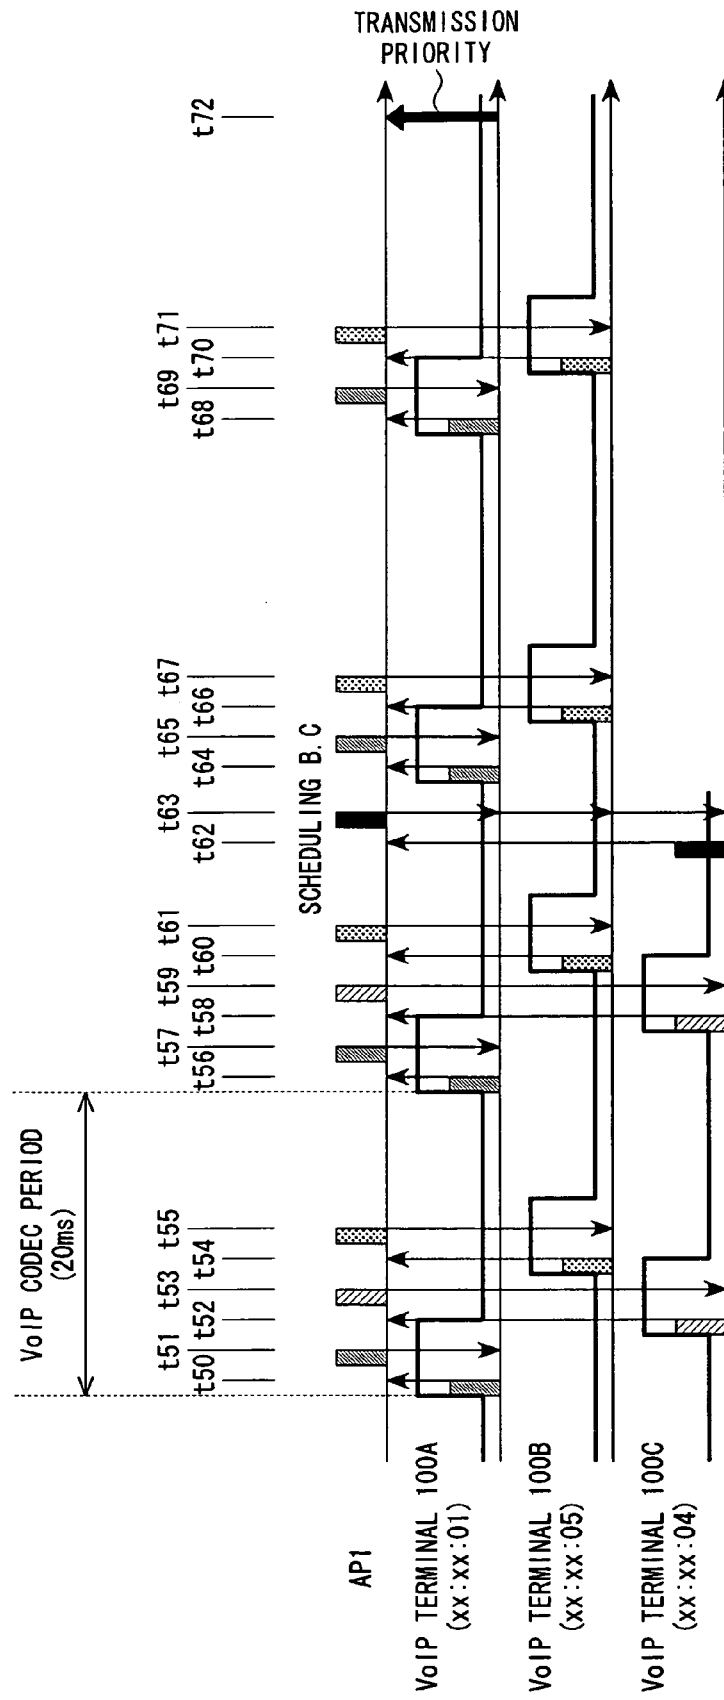 VoIP CODEC PERIOD
(20ms)
t50
t51
t52
t53
t54
t55
t56
t57
t58
t59
t60
t61
t62
t63
t64
t65
t66
t67
t68
t69
t70
t71
t72
SCHEDULING B.C
TRANSMISSION
PRIORITY
AP1
VoIP TERMINAL 100A
(xx:xx:01)
VoIP TERMINAL 100B
(xx:xx:05)
VoIP TERMINAL 100C
(xx:xx:04)